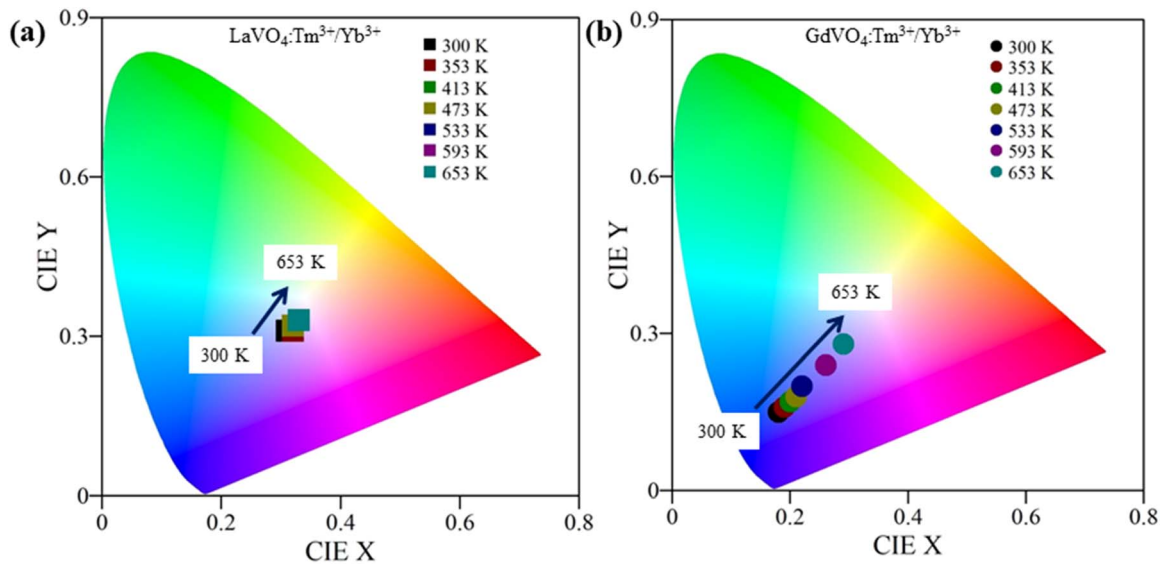 (a)
LaVO₄:Tm³⁺/Yb³⁺
300 K
353 K
413 K
473 K
533 K
593 K
653 K
653 K
300 K
0.9
0.6
0.3
0
0
0.2
0.4
0.6
0.8
CIE Y
CIE X
(b)
GdVO₄:Tm³⁺/Yb³⁺
300 K
353 K
413 K
473 K
533 K
593 K
653 K
653 K
300 K
0.9
0.6
0.3
0
0
0.2
0.4
0.6
0.8
CIE Y
CIE X